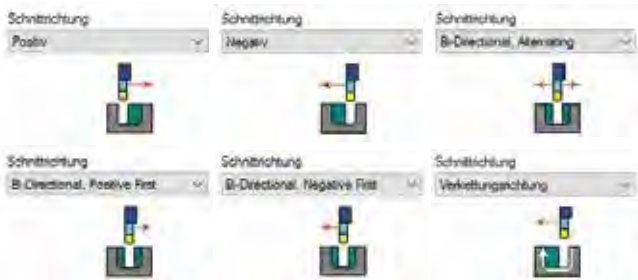 Schnittrichtung
Positiv
Schnittrichtung
Negativ
Schnittrichtung
Bi-Directional, Alternating
Schnittrichtung
Bi-Directional, Positive First
Schnittrichtung
Bi-Directional, Negative First
Schnittrichtung
Verkettungsrichtung